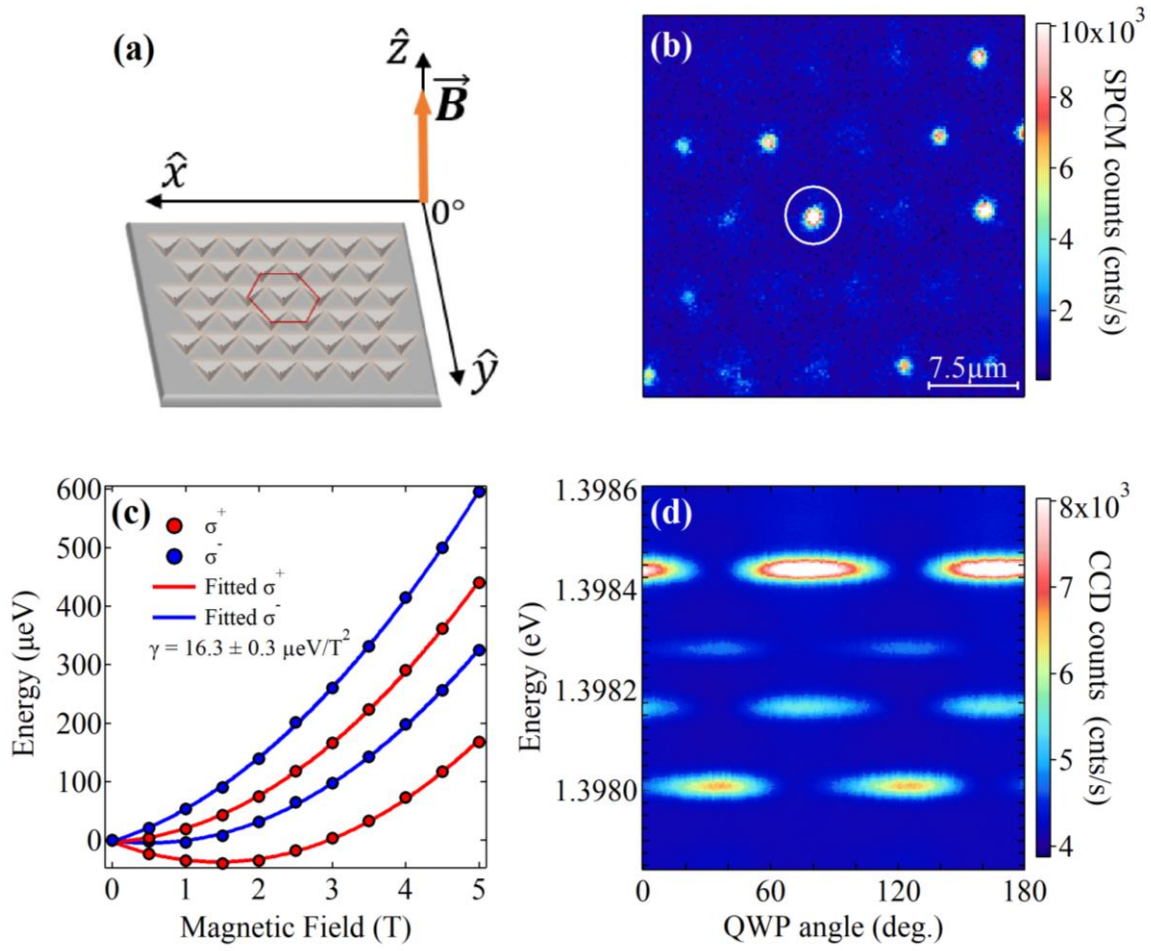 (a)
ẑ
B⃗
x̂
0°
ŷ
(b)
7.5μm
10x10³
8
6
4
2
SPCM counts (cnts/s)
(c)
σ⁺
σ⁻
Fitted σ⁺
Fitted σ⁻
γ = 16.3 ± 0.3 μeV/T²
600
500
400
300
200
100
0
Energy (μeV)
0 1 2 3 4 5
Magnetic Field (T)
(d)
1.3986
1.3984
1.3982
1.3980
Energy (eV)
0 60 120 180
QWP angle (deg.)
8x10³
7
6
5
4
CCD counts (cnts/s)